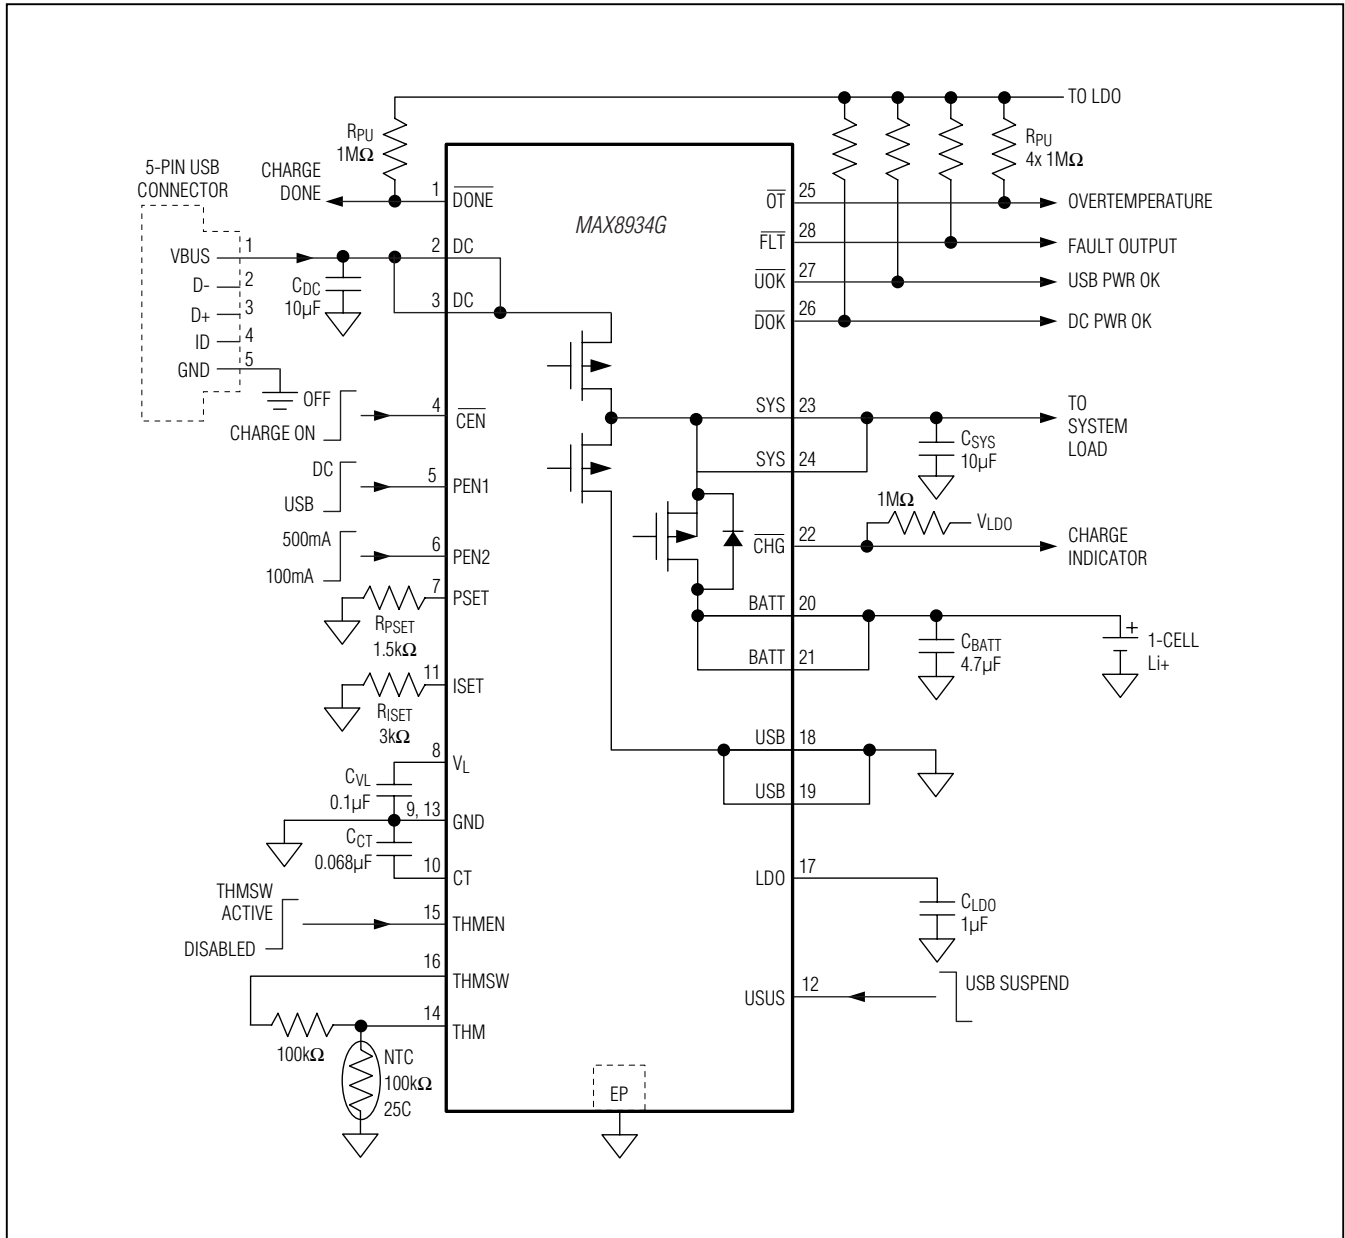 TO LDO
RPU
1MΩ
RPU
4x 1MΩ
5-PIN USB
CONNECTOR
CHARGE
DONE
1
DONE
MAX8934G
OT
25
OVERTEMPERATURE
FLT
28
FAULT OUTPUT
UOK
27
USB PWR OK
DOK
26
DC PWR OK
VBUS
1
D-
2
D+
3
ID
4
GND
5
CDC
10µF
2
DC
3
DC
OFF
CHARGE ON
4
CEN
DC
USB
5
PEN1
500mA
100mA
6
PEN2
7
PSET
RPSET
1.5kΩ
11
ISET
RISET
3kΩ
8
VL
CVL
0.1µF
9, 13
GND
CCT
0.068µF
10
CT
THMSW
ACTIVE
DISABLED
15
THMEN
16
THMSW
14
THM
100kΩ
NTC
100kΩ
25C
EP
SYS
23
TO
SYSTEM
LOAD
SYS
24
CSYS
10µF
1MΩ
VLDO
CHG
22
CHARGE
INDICATOR
BATT
20
BATT
21
CBATT
4.7µF
+
1-CELL
Li+
USB
18
USB
19
LDO
17
CLDO
1µF
USUS
12
USB SUSPEND